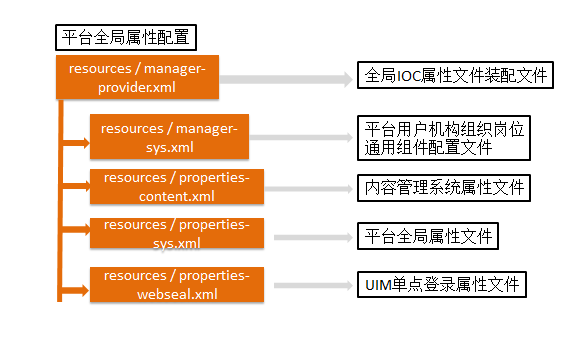 平台全局属性配置
resources / manager-
provider.xml
全局IOC属性文件装配文件
resources / manager-
sys.xml
平台用户机构组织岗位
通用组件配置文件
resources / properties-
content.xml
内容管理系统属性文件
resources / properties-
sys.xml
平台全局属性文件
resources / properties-
webseal.xml
UIM单点登录属性文件